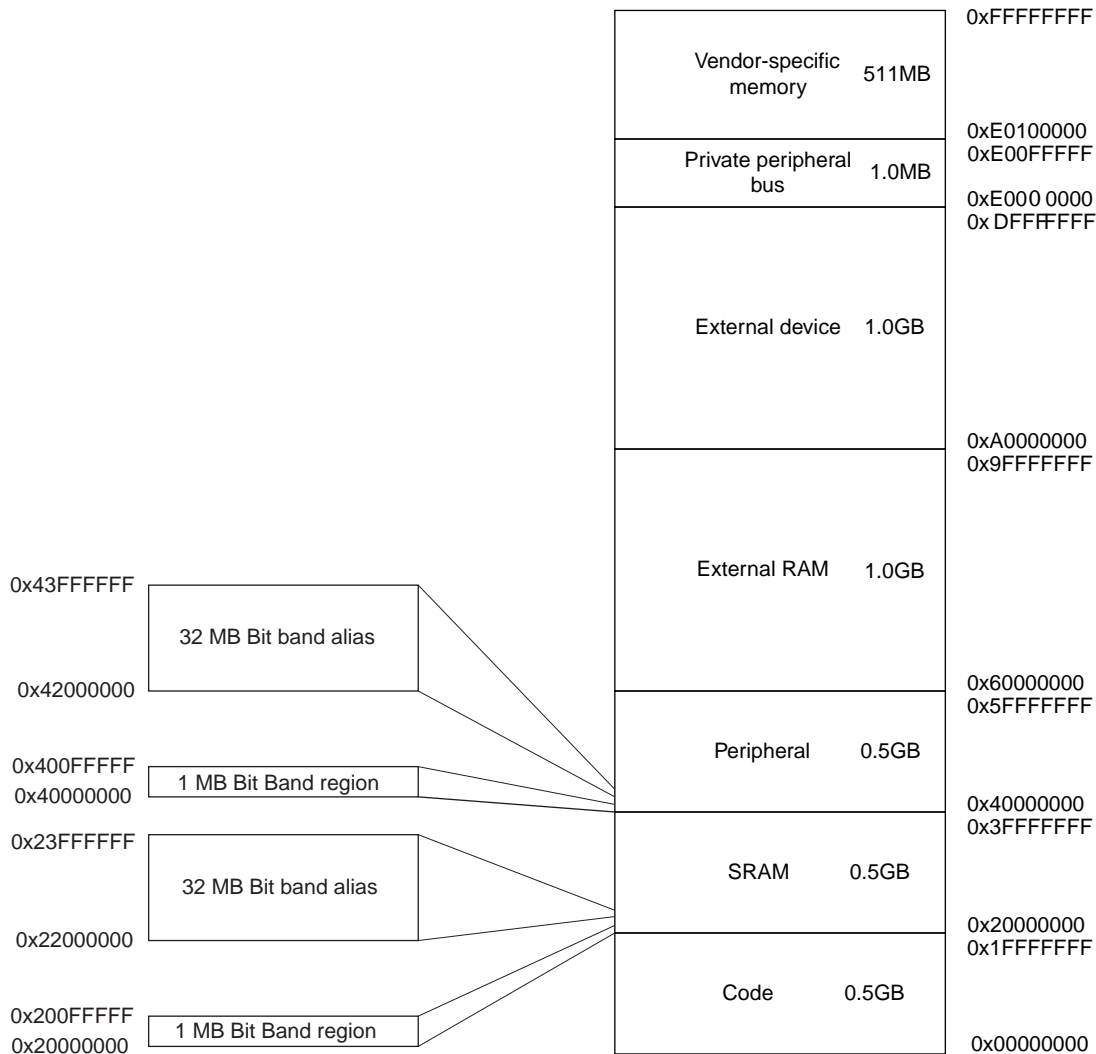 0xFFFFFFFF
Vendor-specific
memory
511MB
0xE0100000
0xE00FFFFF
Private peripheral
bus
1.0MB
0xE000 0000
0x DFFFFFFF
External device 1.0GB
0xA0000000
0x9FFFFFFF
External RAM 1.0GB
0x60000000
0x5FFFFFFF
Peripheral 0.5GB
0x40000000
0x3FFFFFFF
SRAM 0.5GB
0x20000000
0x1FFFFFFF
Code 0.5GB
0x00000000
0x43FFFFFF
32 MB Bit band alias
0x42000000
0x400FFFFF
1 MB Bit Band region
0x40000000
0x23FFFFFF
32 MB Bit band alias
0x22000000
0x200FFFFF
1 MB Bit Band region
0x20000000